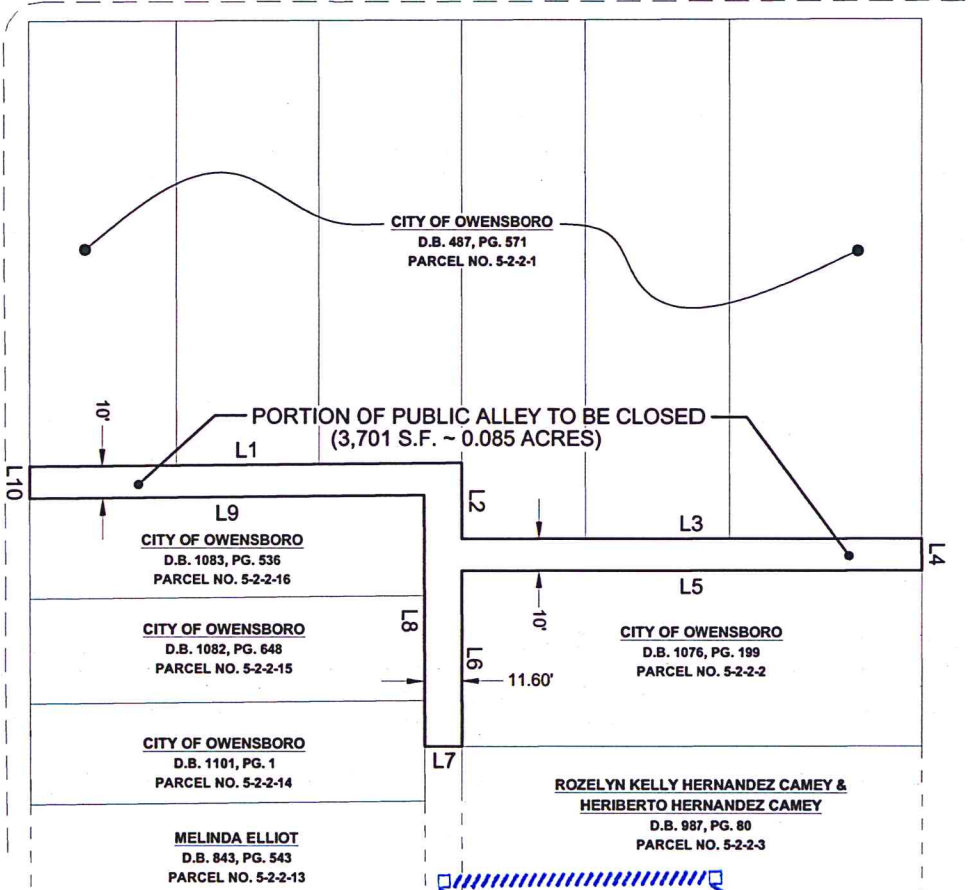 CITY OF OWENSBORO
D.B. 487, PG. 571
PARCEL NO. 5-2-2-1
10'
PORTION OF PUBLIC ALLEY TO BE CLOSED
(3,701 S.F. ~ 0.085 ACRES)
L1
L10
L2
L9
L3
L4
CITY OF OWENSBORO
D.B. 1083, PG. 536
PARCEL NO. 5-2-2-16
L5
10'
L8
CITY OF OWENSBORO
D.B. 1082, PG. 648
PARCEL NO. 5-2-2-15
L6
11.60'
CITY OF OWENSBORO
D.B. 1076, PG. 199
PARCEL NO. 5-2-2-2
CITY OF OWENSBORO
D.B. 1101, PG. 1
PARCEL NO. 5-2-2-14
L7
ROZELYN KELLY HERNANDEZ CAMEY &
HERIBERTO HERNANDEZ CAMEY
D.B. 987, PG. 80
PARCEL NO. 5-2-2-3
MELINDA ELLIOT
D.B. 843, PG. 543
PARCEL NO. 5-2-2-13